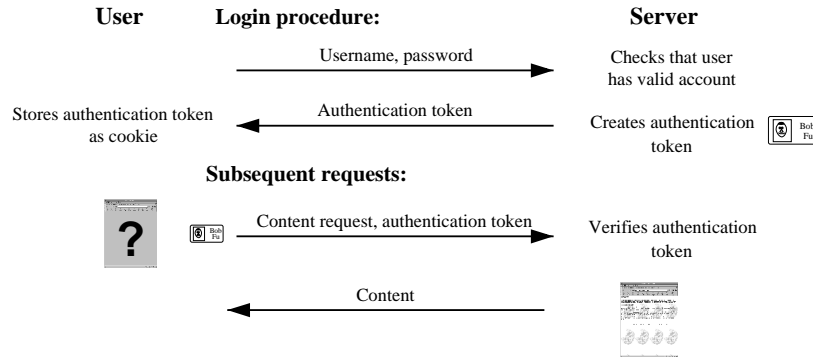 User Login procedure: Server
Username, password
Checks that user
has valid account
Stores authentication token
as cookie
Authentication token
Creates authentication
token
Bob
Fu
Subsequent requests:
?
Bob
Fu
Content request, authentication token
Verifies authentication
token
Content